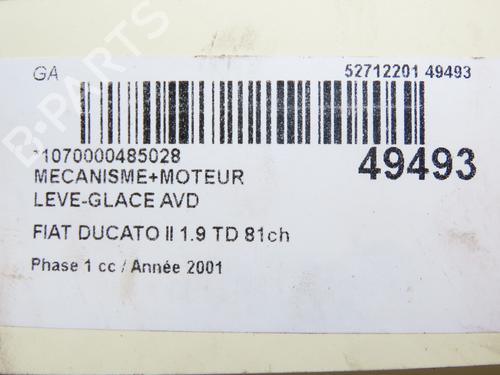 GA 52712201 49493
*1070000485028 49493
MECANISME+MOTEUR
LEVE-GLACE AVD
FIAT DUCATO II 1.9 TD 81ch
Phase 1 cc / Année 2001
B-PARTS